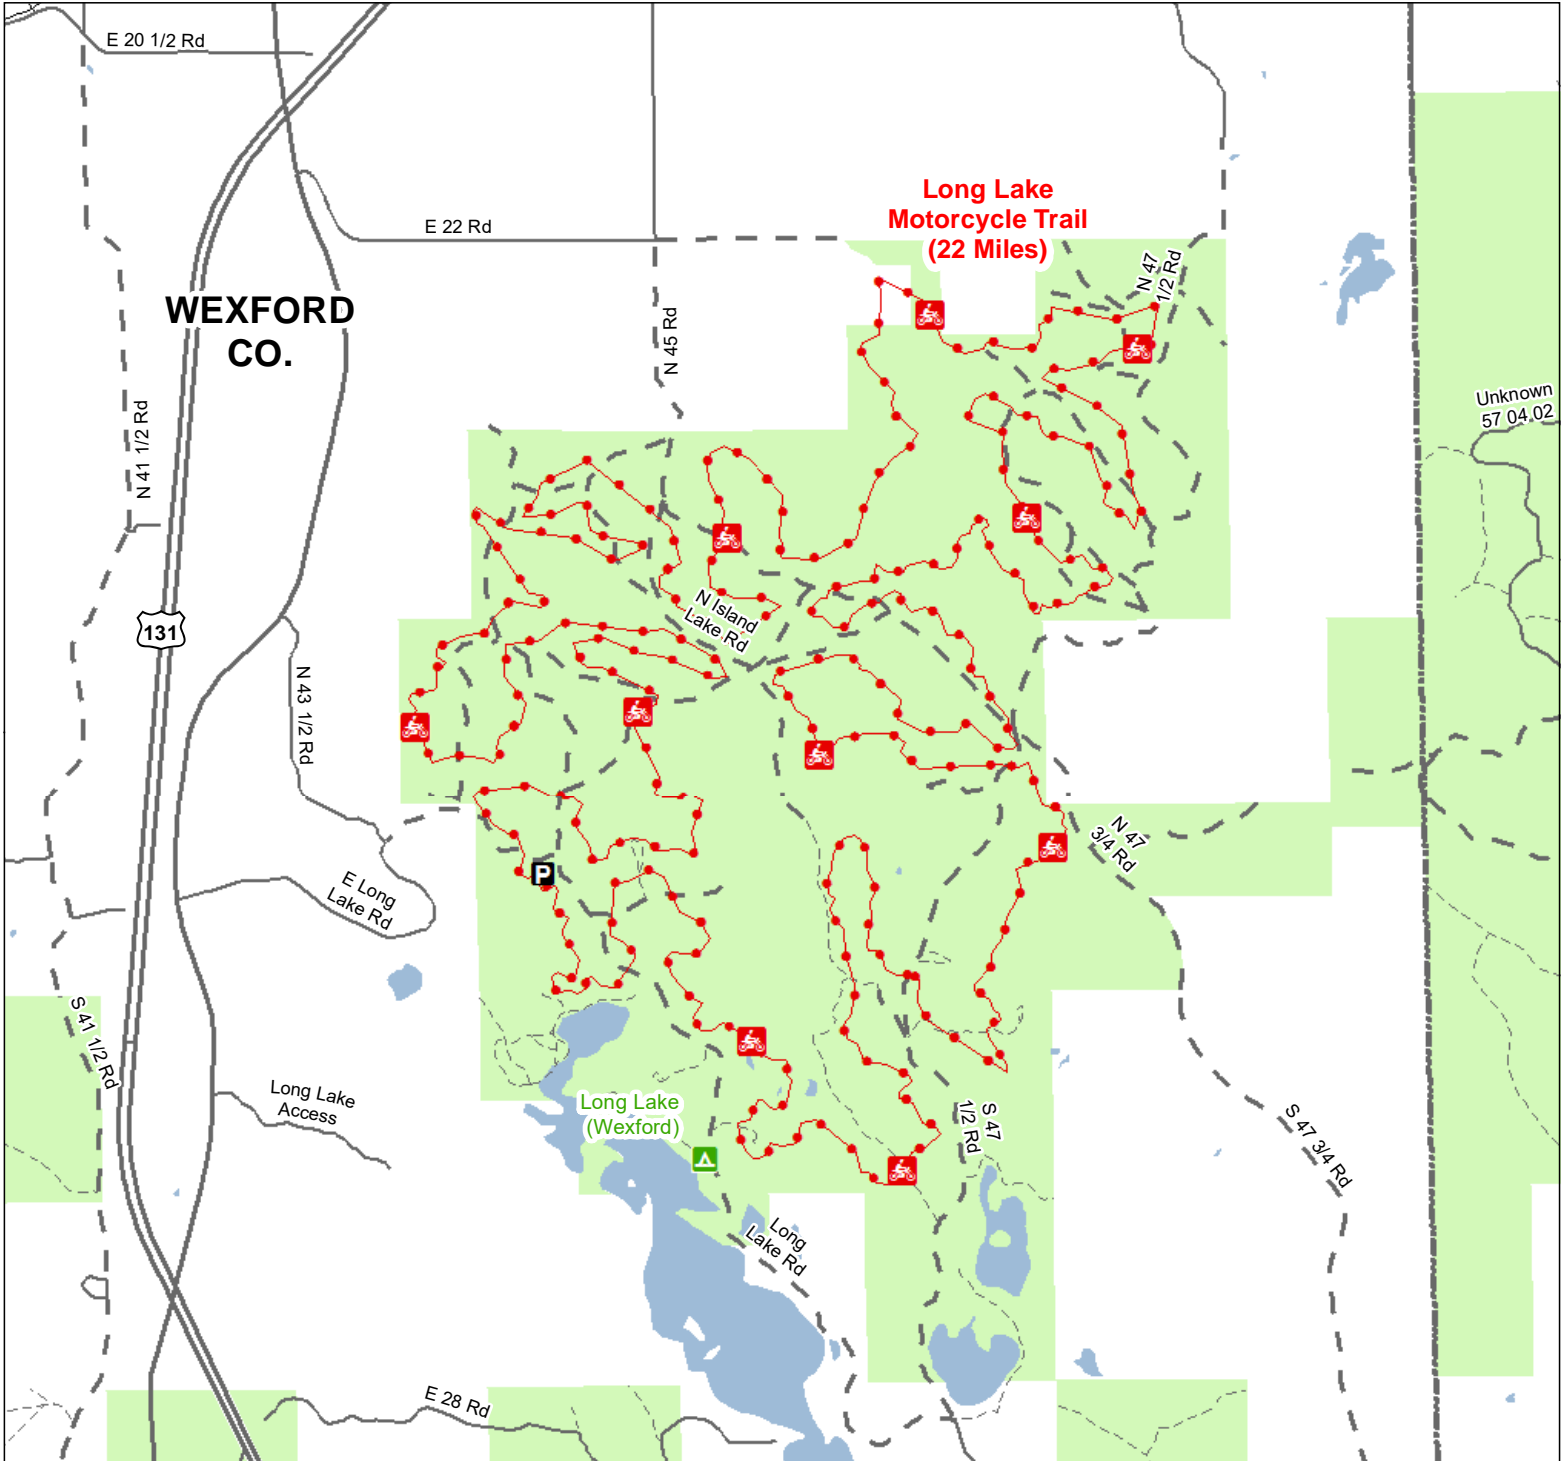 E 20 1/2 Rd
Long Lake
Motorcycle Trail
(22 Miles)
E 22 Rd
N 47
1/2 Rd
WEXFORD
CO.
N 45 Rd
Unknown
57 04 02
N 41 1/2 Rd
N Island
Lake Rd
131
N 43 1/2 Rd
N 47
3/4 Rd
P
E Long
Lake Rd
S 41 1/2 Rd
Long Lake
Access
Long Lake
(Wexford)
S 47
1/2 Rd
S 47 3/4 Rd
Long
Lake Rd
E 28 Rd